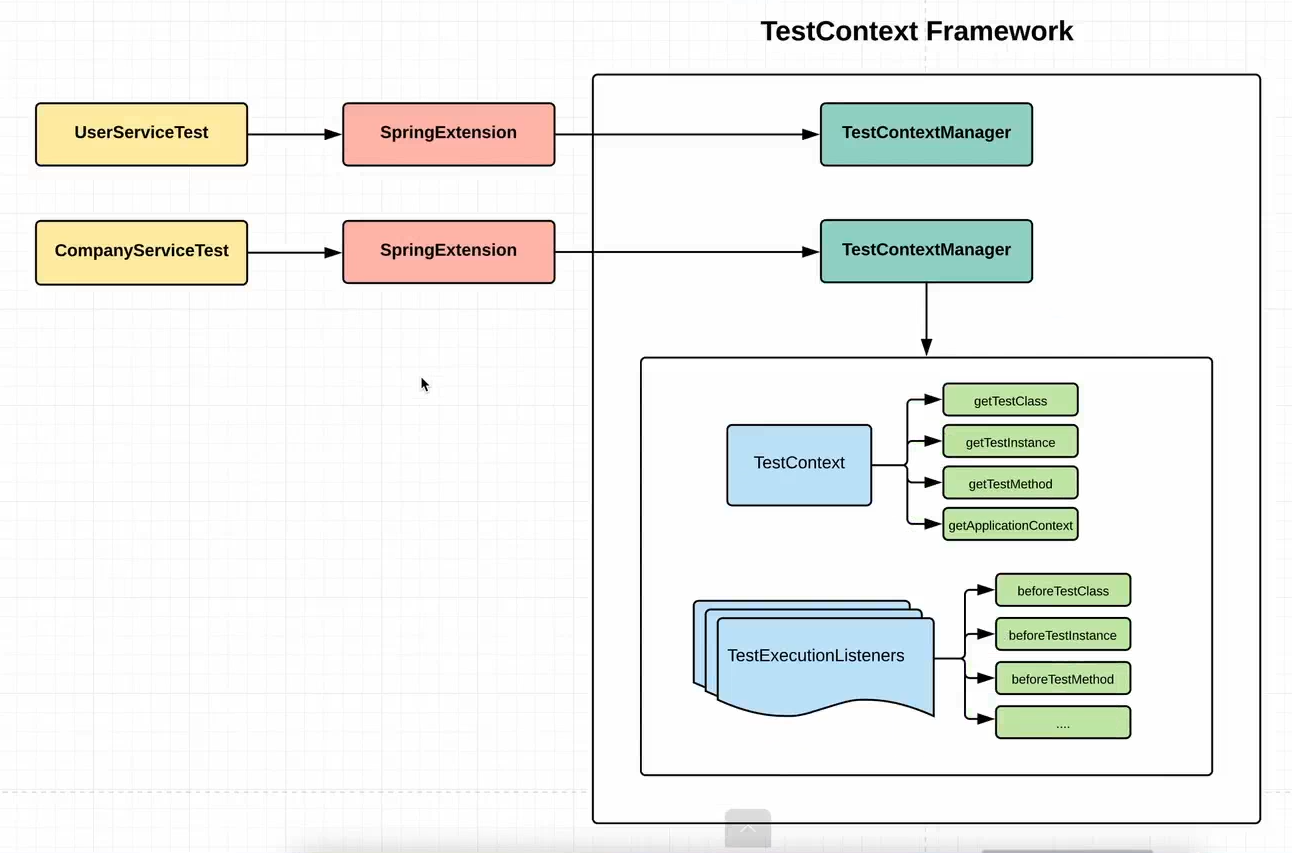 TestContext Framework
UserServiceTest
SpringExtension
TestContextManager
CompanyServiceTest
SpringExtension
TestContextManager
TestContext
getTestClass
getTestInstance
getTestMethod
getApplicationContext
TestExecutionListeners
beforeTestClass
beforeTestInstance
beforeTestMethod
....